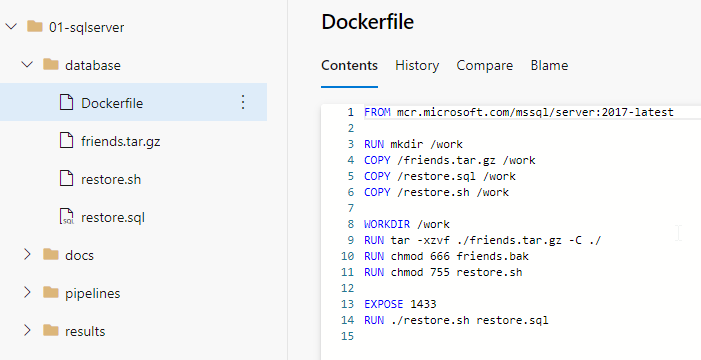 01-sqlserver
database
Dockerfile
friends.tar.gz
restore.sh
restore.sql
docs
pipelines
results
Dockerfile
Contents History Compare Blame
1 FROM mcr.microsoft.com/mssql/server:2017-latest
2
3 RUN mkdir /work
4 COPY /friends.tar.gz /work
5 COPY /restore.sql /work
6 COPY /restore.sh /work
7
8 WORKDIR /work
9 RUN tar -xzvf ./friends.tar.gz -C ./
10 RUN chmod 666 friends.bak
11 RUN chmod 755 restore.sh
12
13 EXPOSE 1433
14 RUN ./restore.sh restore.sql
15